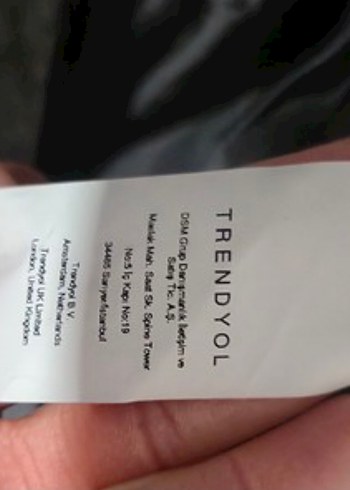 TRENDYOL
DSM Grup Danışmanlık İletişim ve
Satış Tic. A.Ş.
Maslak Mah. Saat Sk. Spine Tower
No:5 İç Kapı No:19
34485 Sarıyer/İstanbul
Trendyol B.V.
Amsterdam, Netherlands
Trendyol UK Limited
London, United Kingdom